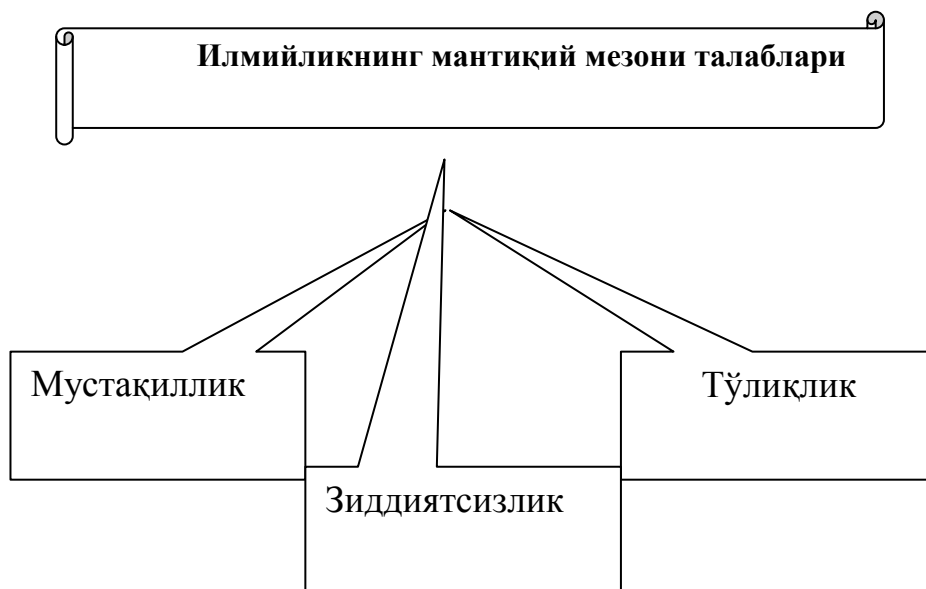 Илмийликнинг мантиқий мезони талаблари
Мустақиллик
Тўлиқлик
Зиддиятсизлик